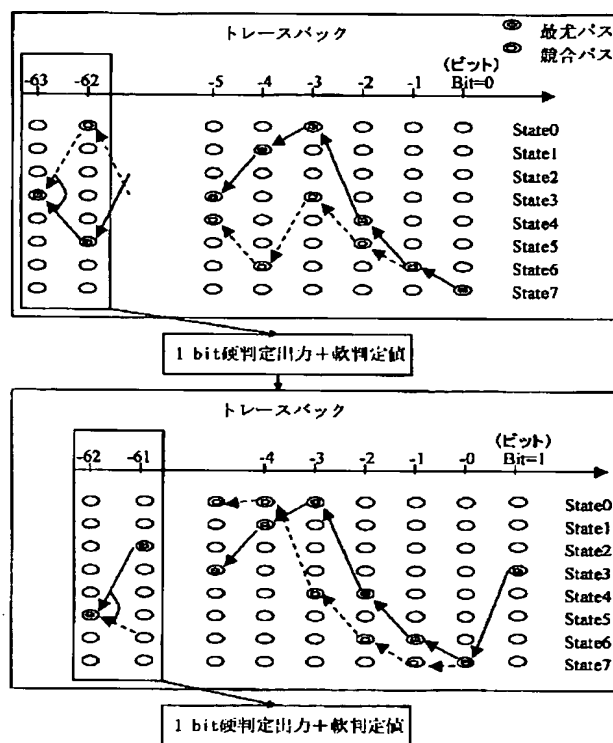 トレースバック
最尤パス
競合パス
(ビット)
-63 -62 -5 -4 -3 -2 -1 Bit=0
State0
State1
State2
State3
State4
State5
State6
State7
1 bit硬判定出力+軟判定値
トレースバック
(ビット)
-62 -61 -4 -3 -2 -1 -0 Bit=1
State0
State1
State2
State3
State4
State5
State6
State7
1 bit硬判定出力+軟判定値